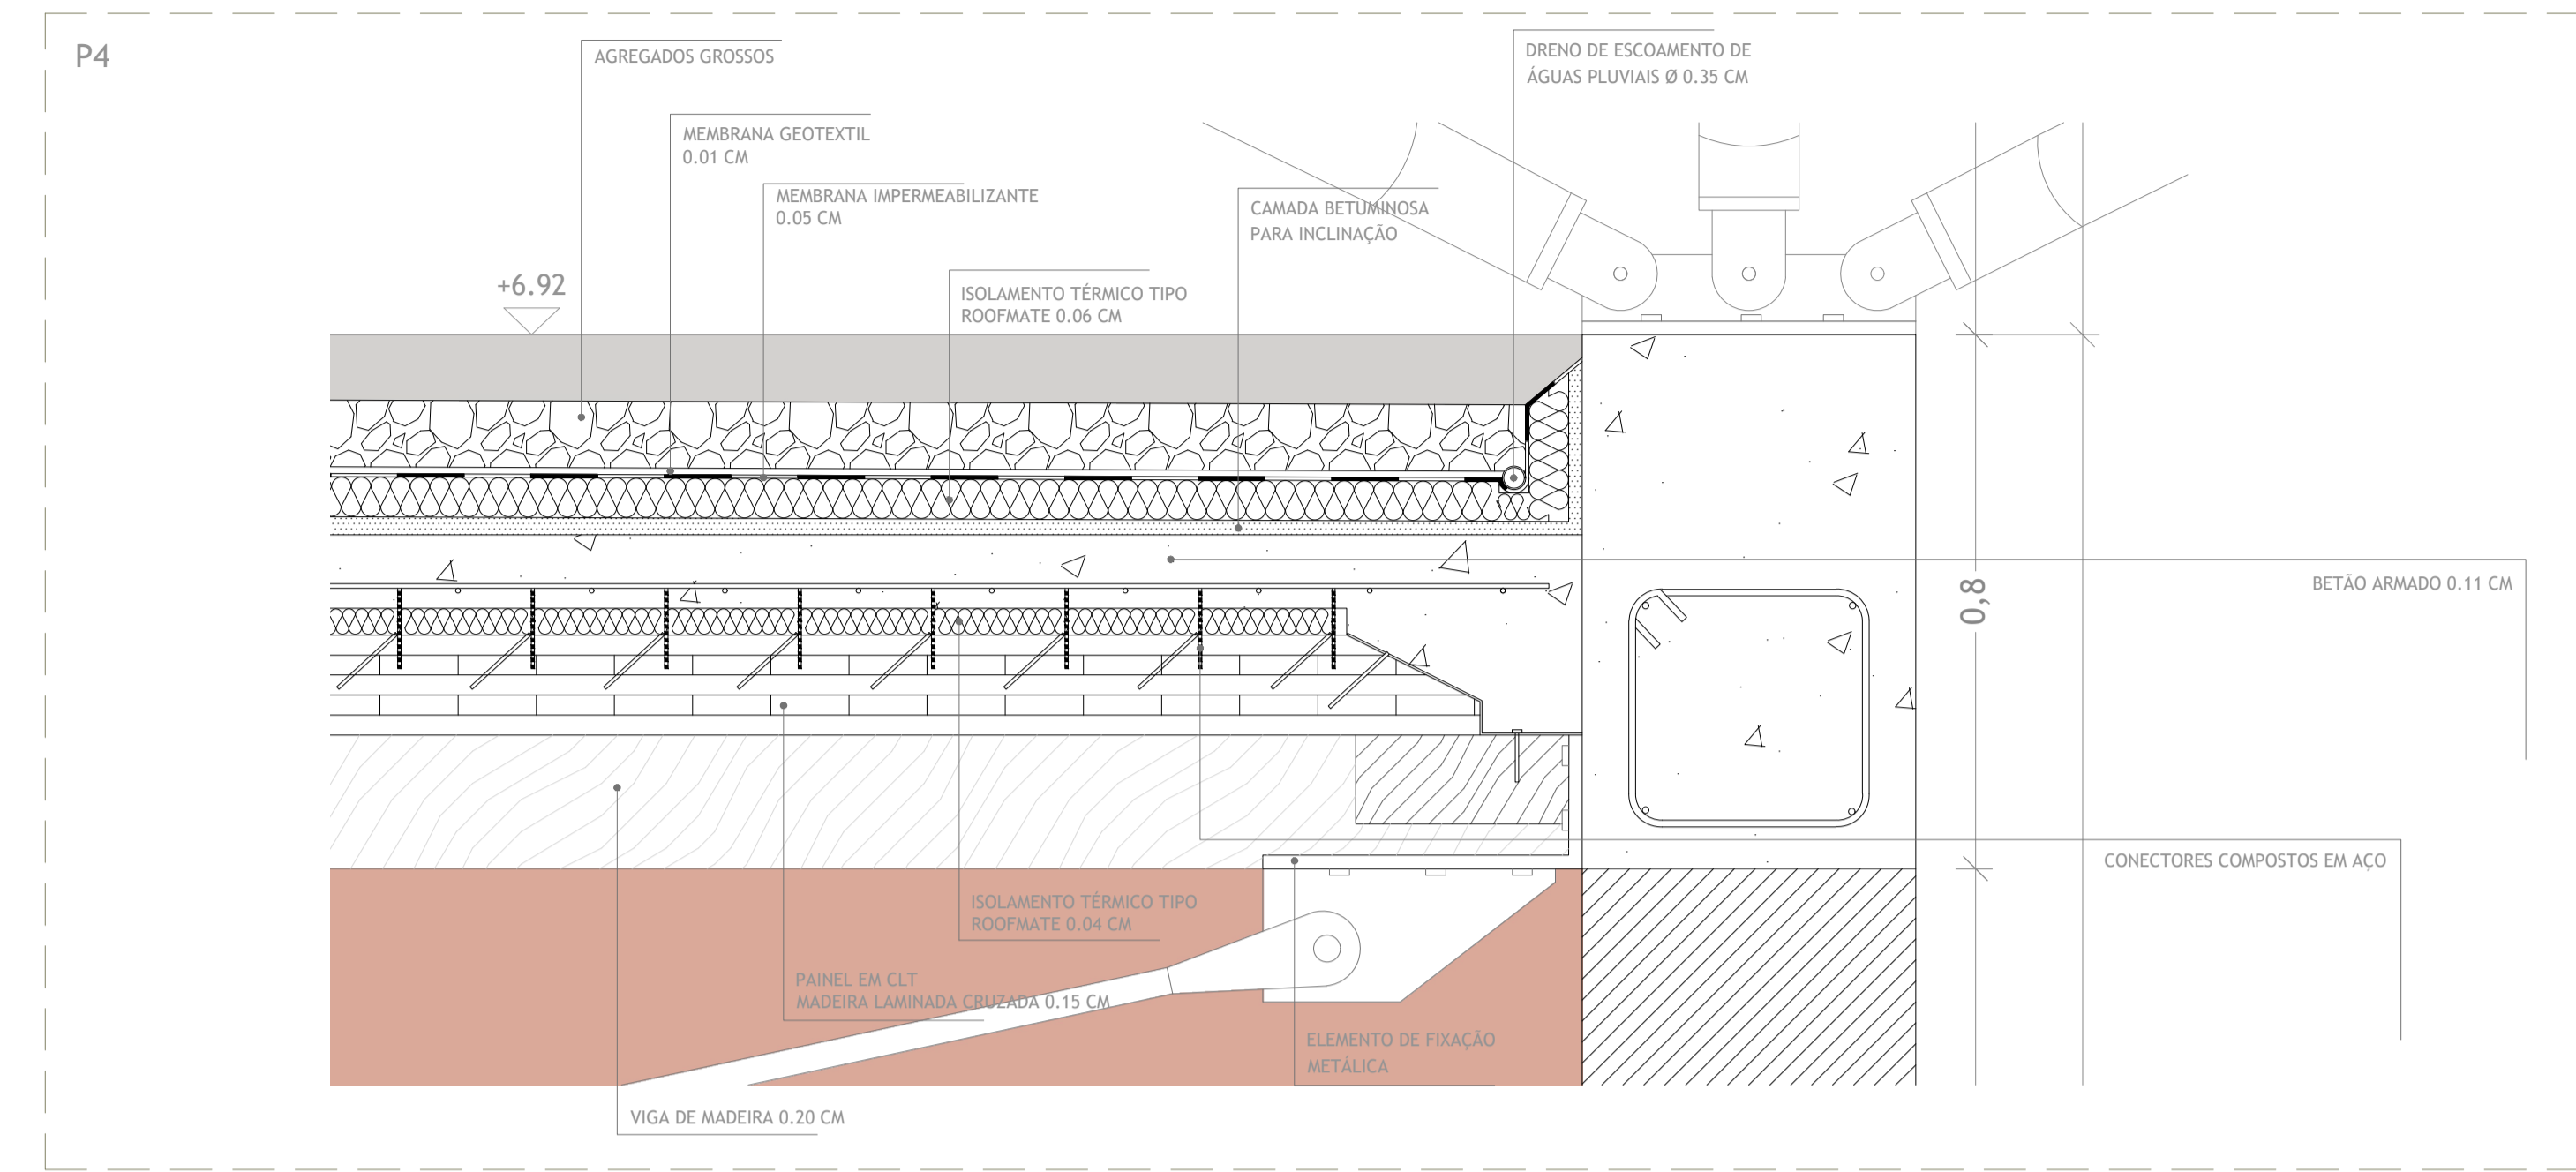 P4
AGREGADOS GROSSOS
DRENO DE ESCOAMENTO DE
ÁGUAS PLUVIAIS Ø 0.35 CM
MEMBRANA GEOTEXTIL
0.01 CM
MEMBRANA IMPERMEABILIZANTE
0.05 CM
CAMADA BETUMINOSA
PARA INCLINAÇÃO
+6.92
ISOLAMENTO TÉRMICO TIPO
ROOFMATE 0.06 CM
BETÃO ARMADO 0.11 CM
0,8
CONECTORES COMPOSTOS EM AÇO
ISOLAMENTO TÉRMICO TIPO
ROOFMATE 0.04 CM
PAINEL EM CLT
MADEIRA LAMINADA CRUZADA 0.15 CM
ELEMENTO DE FIXAÇÃO
METÁLICA
VIGA DE MADEIRA 0.20 CM